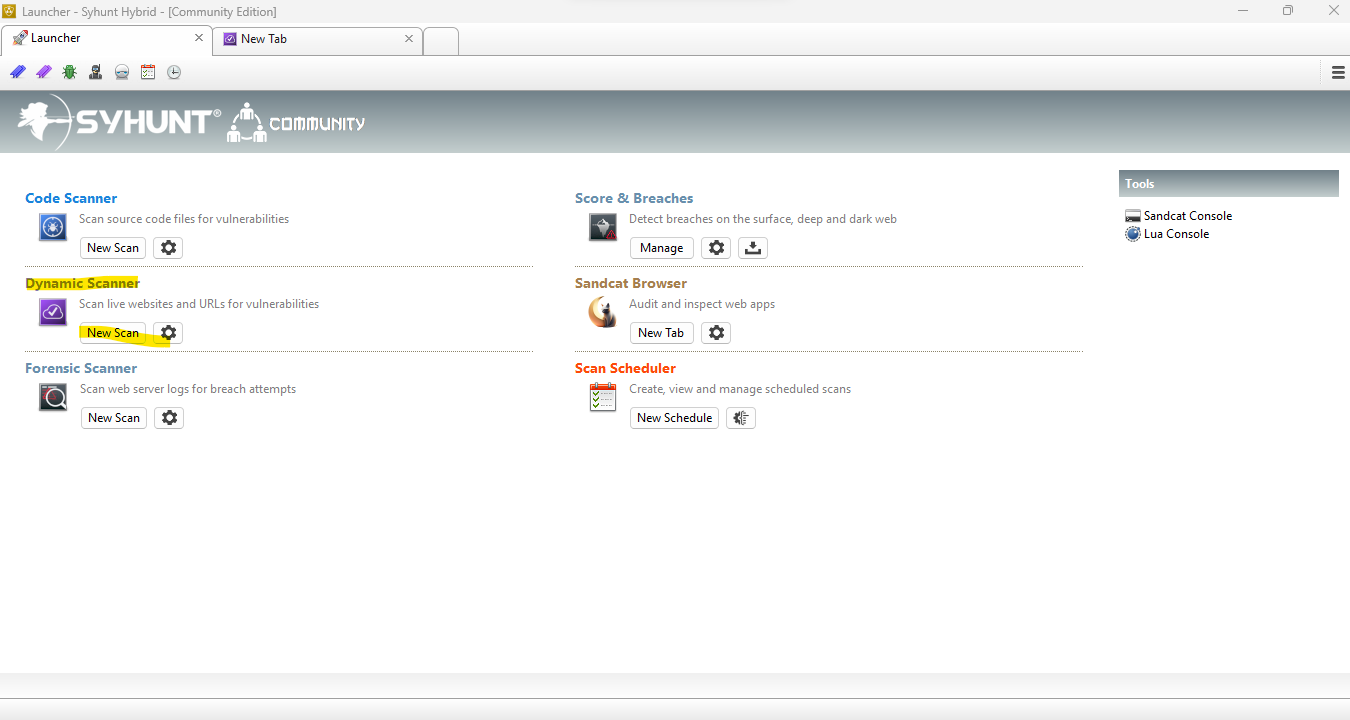 Launcher - Syhunt Hybrid - [Community Edition]
Launcher
New Tab
SYHUNT® COMMUNITY
Code Scanner
Scan source code files for vulnerabilities
New Scan
Dynamic Scanner
Scan live websites and URLs for vulnerabilities
New Scan
Forensic Scanner
Scan web server logs for breach attempts
New Scan
Score & Breaches
Detect breaches on the surface, deep and dark web
Manage
Sandcat Browser
Audit and inspect web apps
New Tab
Scan Scheduler
Create, view and manage scheduled scans
New Schedule
Tools
Sandcat Console
Lua Console